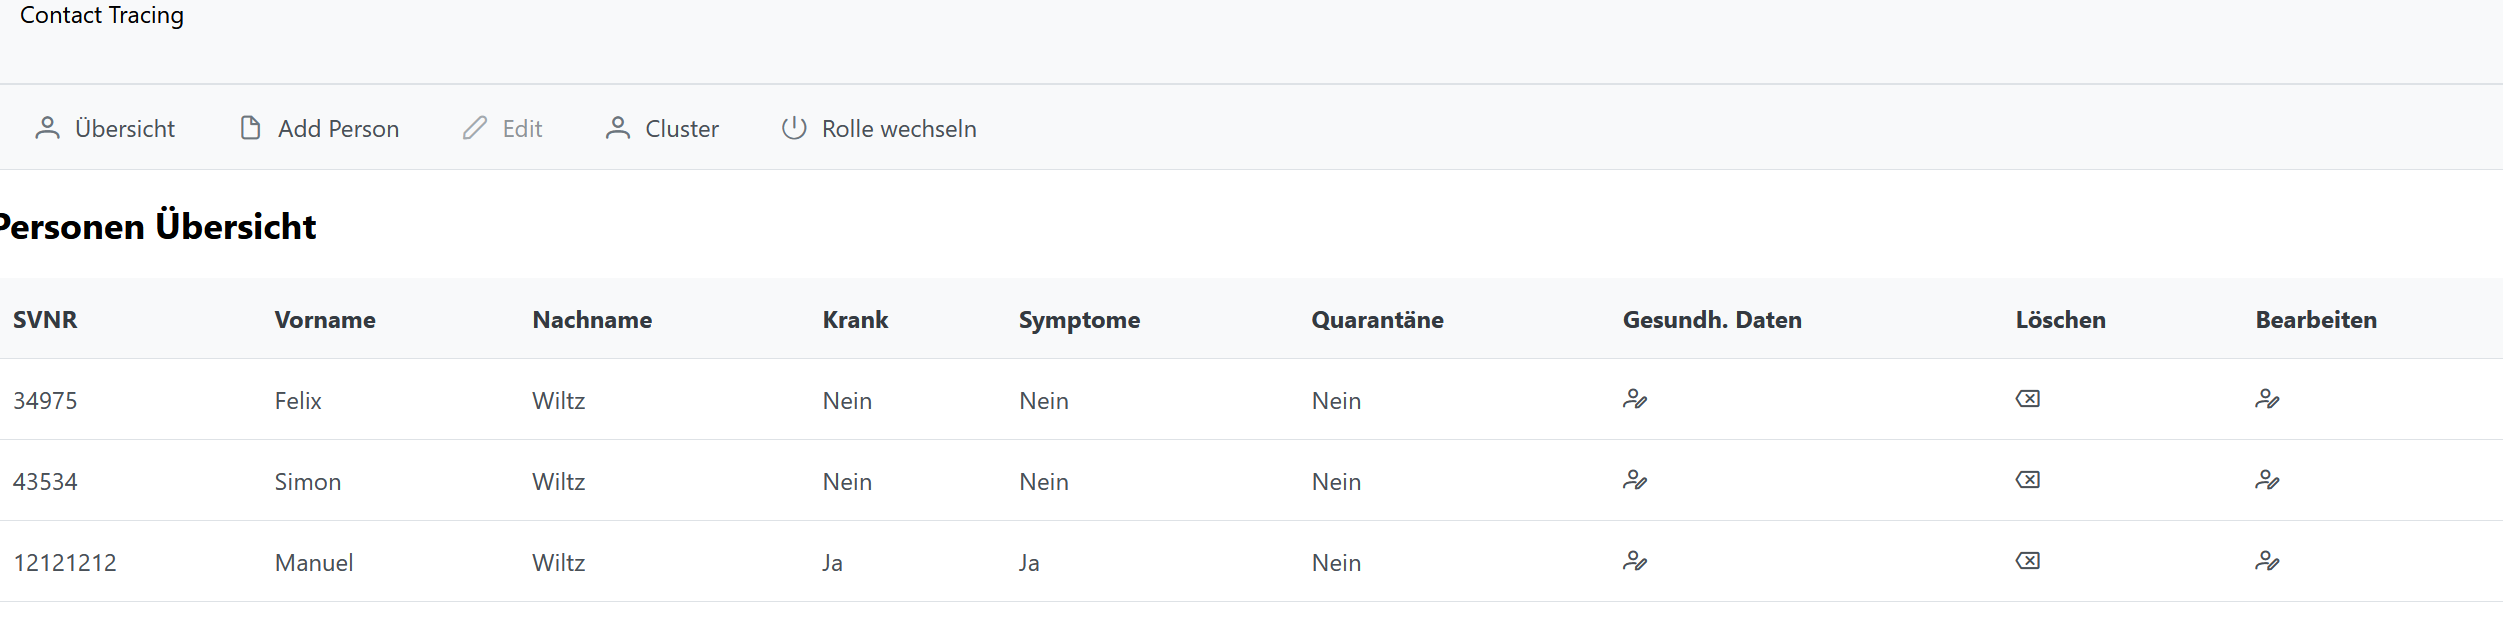 Contact Tracing
Übersicht Add Person Edit Cluster Rolle wechseln
Personen Übersicht
SVNR Vorname Nachname Krank Symptome Quarantäne Gesundh. Daten Löschen Bearbeiten
34975 Felix Wiltz Nein Nein Nein
43534 Simon Wiltz Nein Nein Nein
12121212 Manuel Wiltz Ja Ja Nein